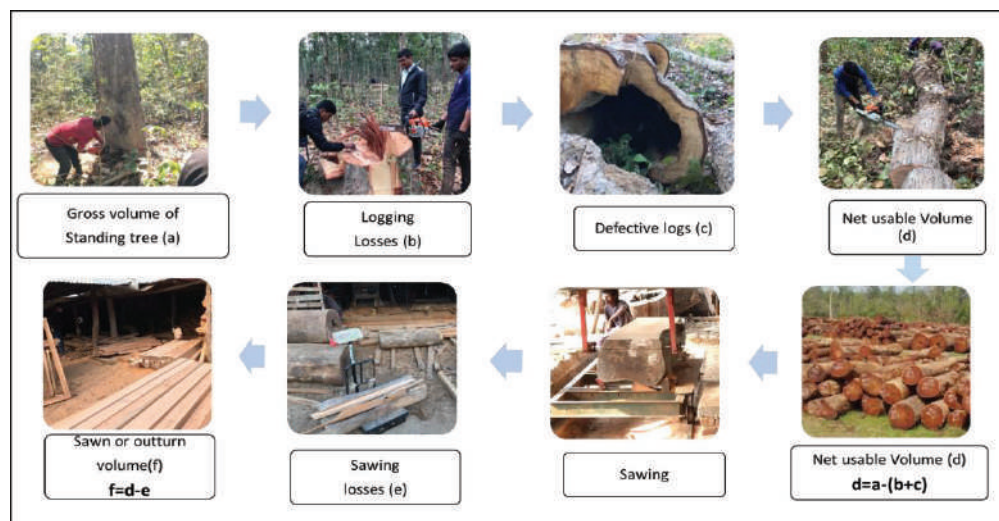 Gross volume of
Standing tree (a)
Logging
Losses (b)
Defective logs (c)
Net usable Volume
(d)
Net usable Volume (d)
d=a-(b+c)
Sawing
Sawing
losses (e)
Sawn or outturn
volume(f)
f=d-e